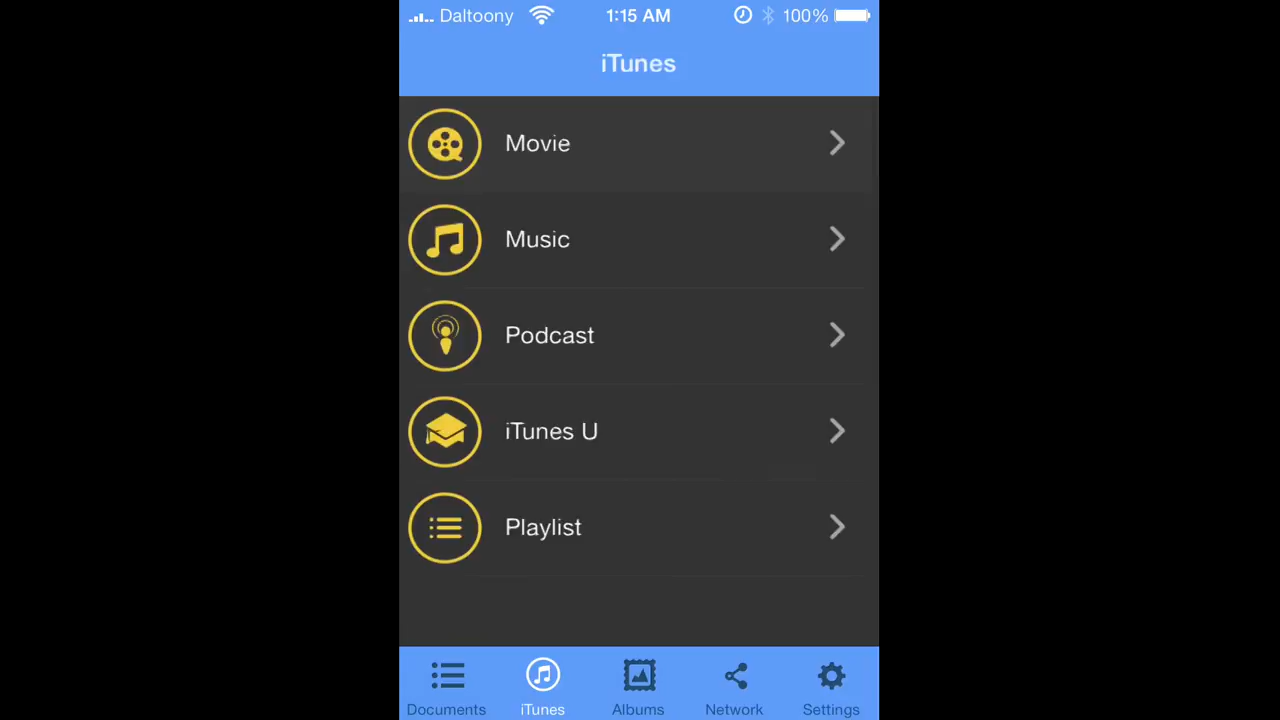 Daltoony 1:15 AM 100%
iTunes
Movie
Music
Podcast
iTunes U
Playlist
Documents iTunes Albums Network Settings